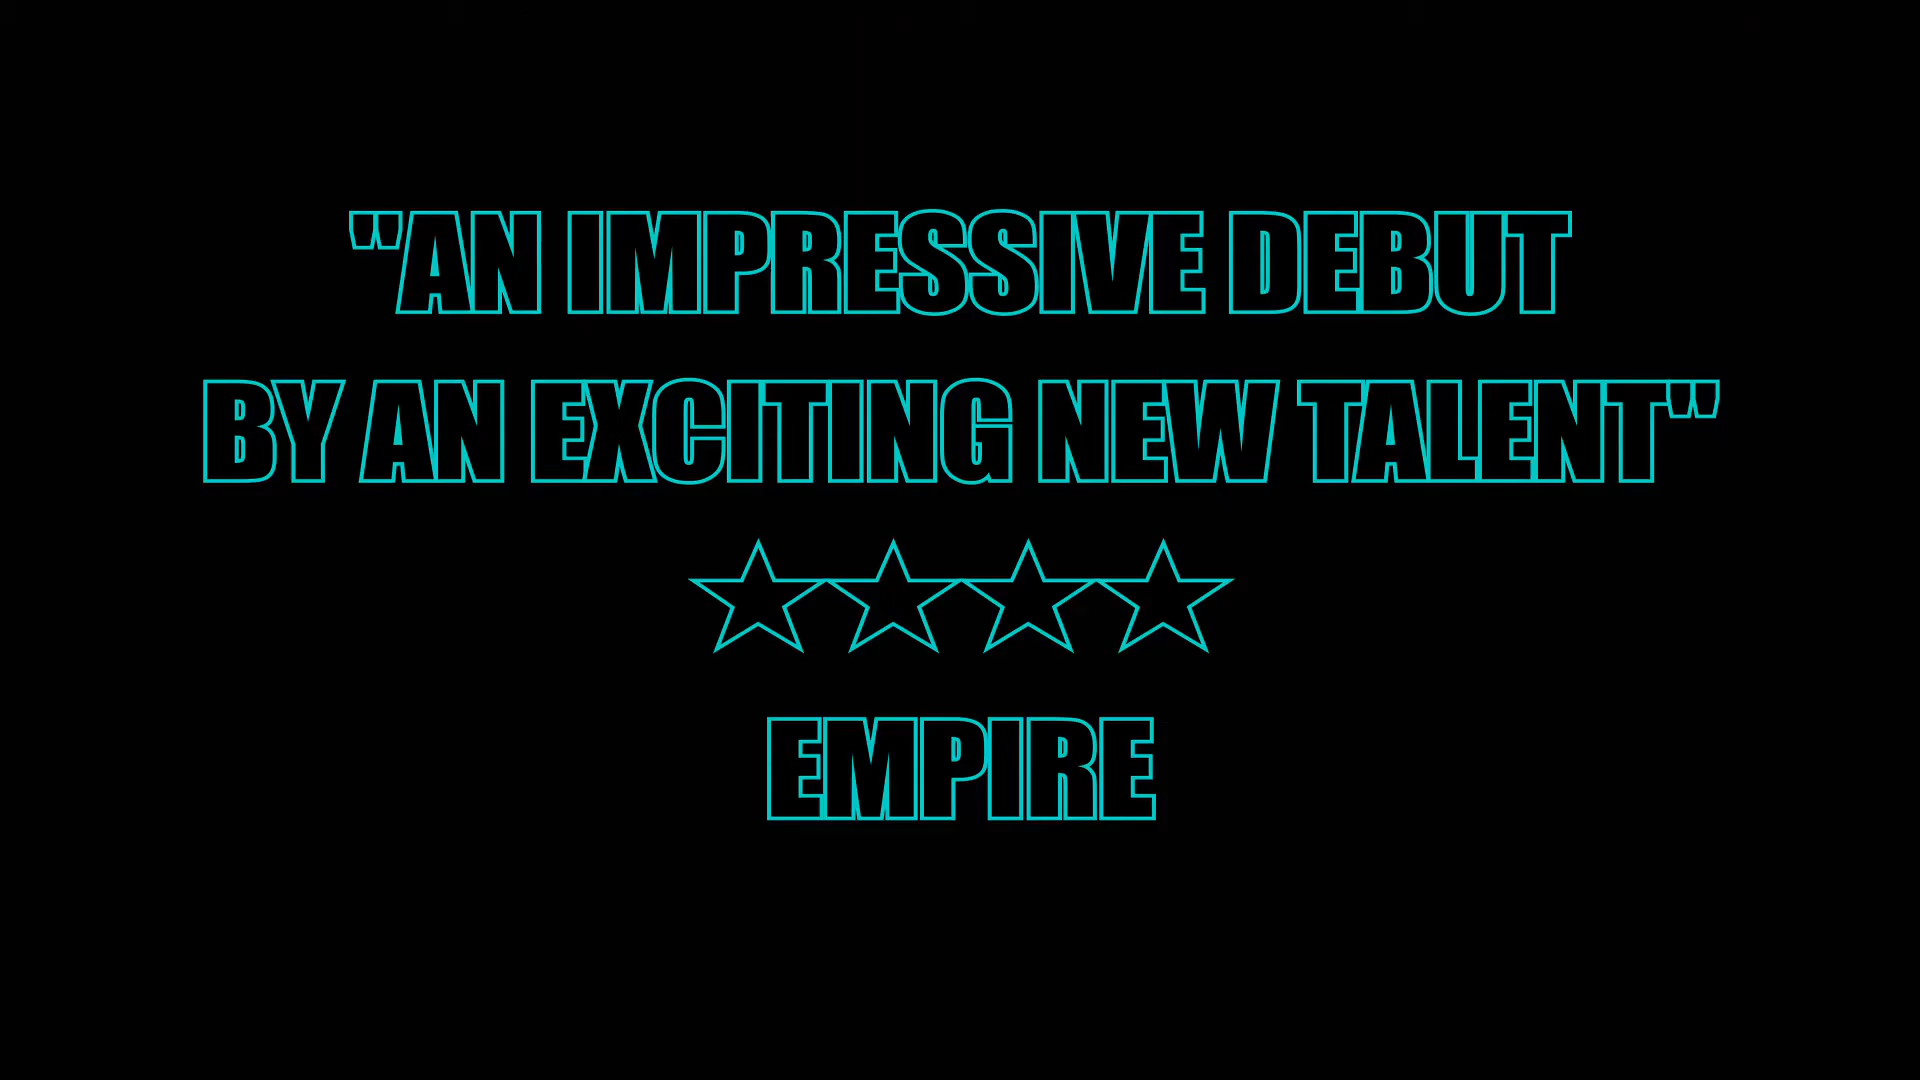 "AN IMPRESSIVE DEBUT
BY AN EXCITING NEW TALENT"
★★★★
EMPIRE